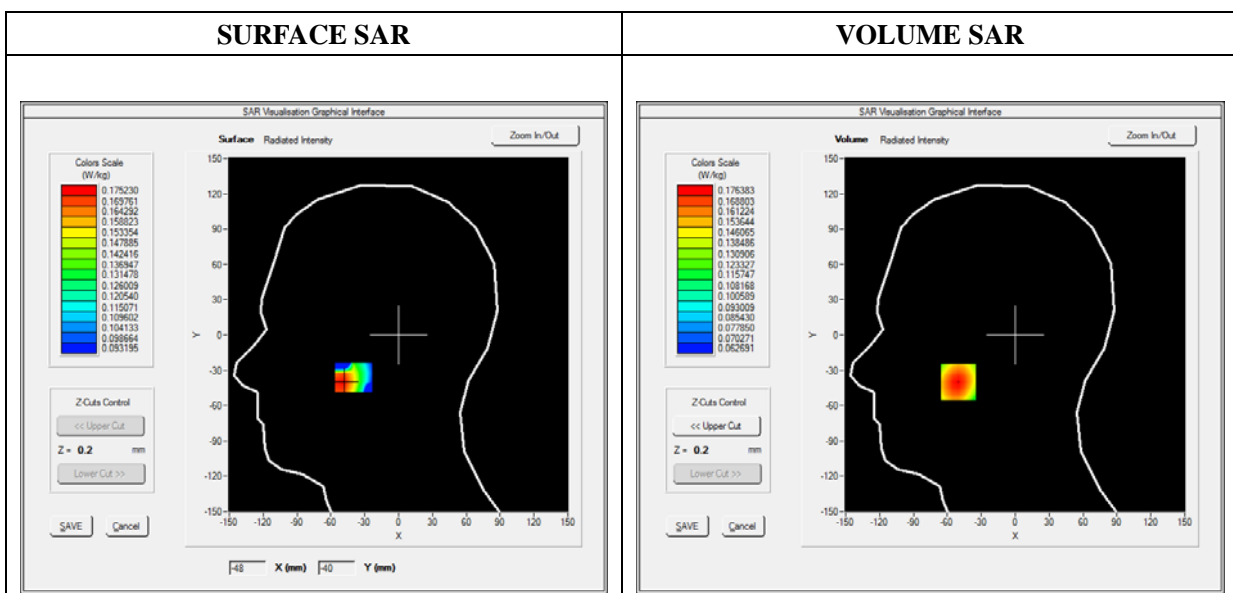 SURFACE SAR
VOLUME SAR
SAR Visualisation Graphical Interface
Surface Radiated Intensity
Zoom In/Out
Colors Scale
(W/kg)
0.175230
0.169761
0.164292
0.158823
0.153354
0.147885
0.142416
0.136947
0.131478
0.126009
0.120540
0.115071
0.109602
0.104133
0.098664
0.093195
Z-Cuts Control
<< Upper Cut
Z = 0.2 mm
Lower Cut >>
SAVE Cancel
150
120
90
60
30
0
-30
-60
-90
-120
-150
Y
-150 -120 -90 -60 -30 0 30 60 90 120 150
X
-48 X (mm) -40 Y (mm)
SAR Visualisation Graphical Interface
Volume Radiated Intensity
Zoom In/Out
Colors Scale
(W/kg)
0.176383
0.168803
0.161224
0.153644
0.146065
0.138486
0.130906
0.123327
0.115747
0.108168
0.100589
0.093009
0.085430
0.077850
0.070271
0.062691
Z-Cuts Control
<< Upper Cut
Z = 0.2 mm
Lower Cut >>
SAVE Cancel
150
120
90
60
30
0
-30
-60
-90
-120
-150
Y
-150 -120 -90 -60 -30 0 30 60 90 120 150
X